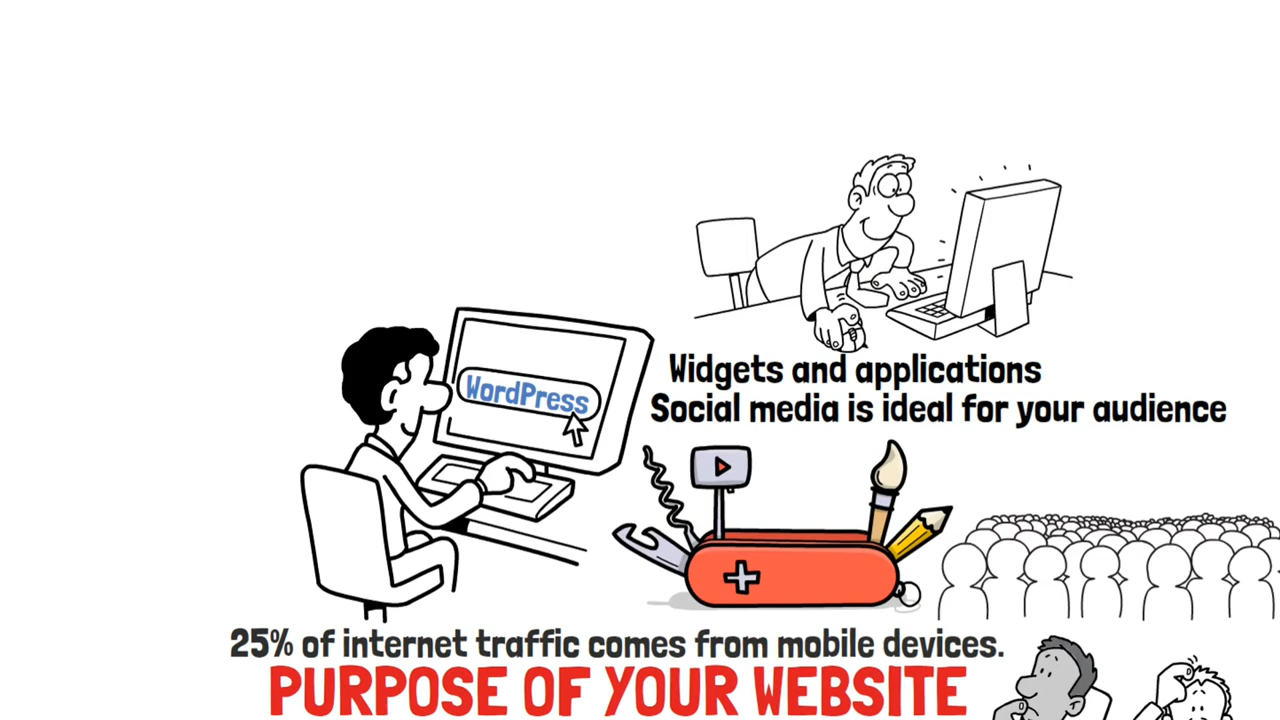 Widgets and applications
WordPress
Social media is ideal for your audience
25% of internet traffic comes from mobile devices.
PURPOSE OF YOUR WEBSITE